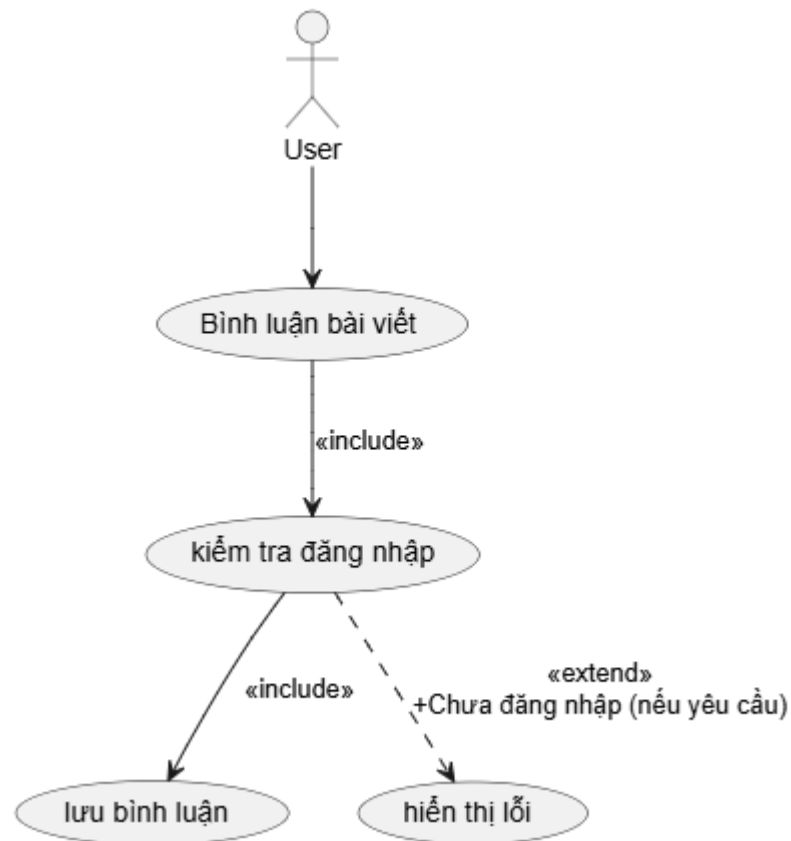 User
Bình luận bài viết
«include»
kiểm tra đăng nhập
«include»
«extend»
+Chưa đăng nhập (nếu yêu cầu)
lưu bình luận
hiển thị lỗi